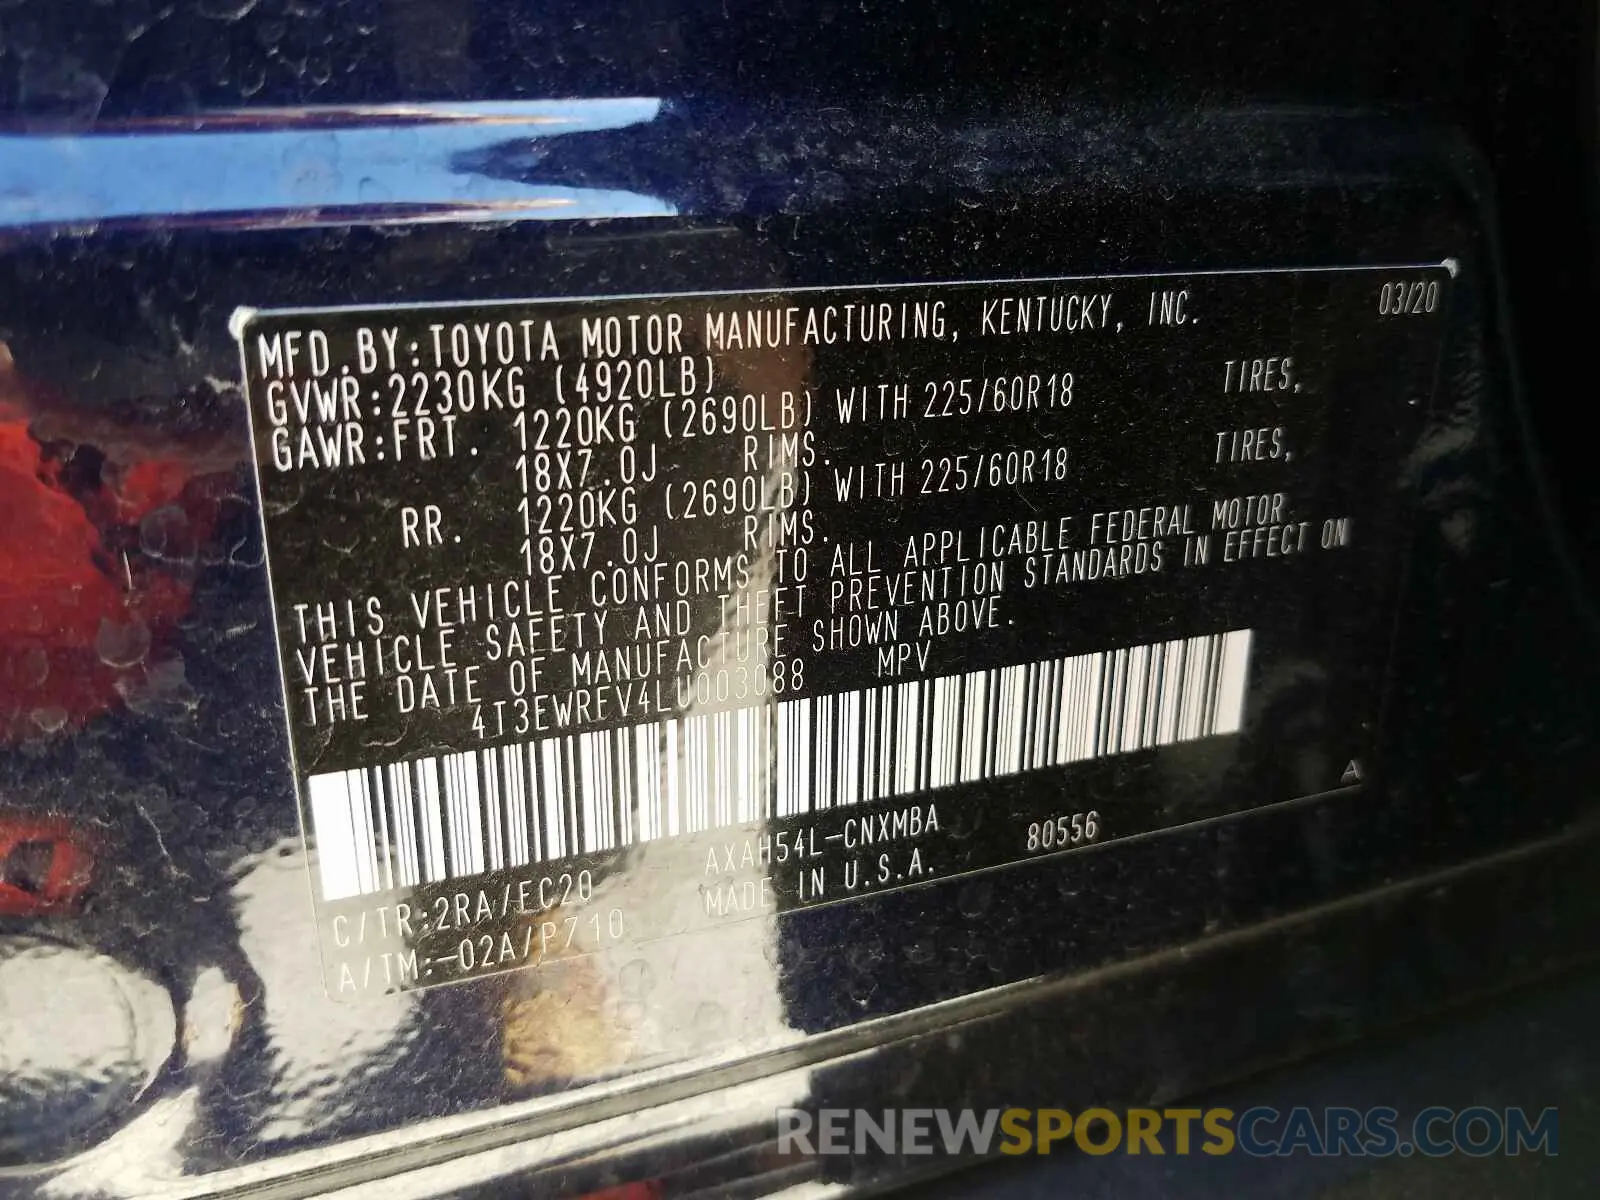 03/20
MFD.BY:TOYOTA MOTOR MANUFACTURING, KENTUCKY, INC.
GVWR:2230KG (4920LB)
GAWR:FRT. 1220KG (2690LB) WITH 225/60R18 TIRES,
18X7.0J RIMS.
RR. 1220KG (2690LB) WITH 225/60R18 TIRES,
18X7.0J RIMS.
THIS VEHICLE CONFORMS TO ALL APPLICABLE FEDERAL MOTOR
VEHICLE SAFETY AND THEFT PREVENTION STANDARDS IN EFFECT ON
THE DATE OF MANUFACTURE SHOWN ABOVE.
4T3EWRFV4LU003088 MPV
A
C/TR:2RA/FC20 AXAH54L-CNXMBA 80556
A/TM:-02A/P710 MADE IN U.S.A.
RENEWSPORTSCARS.COM